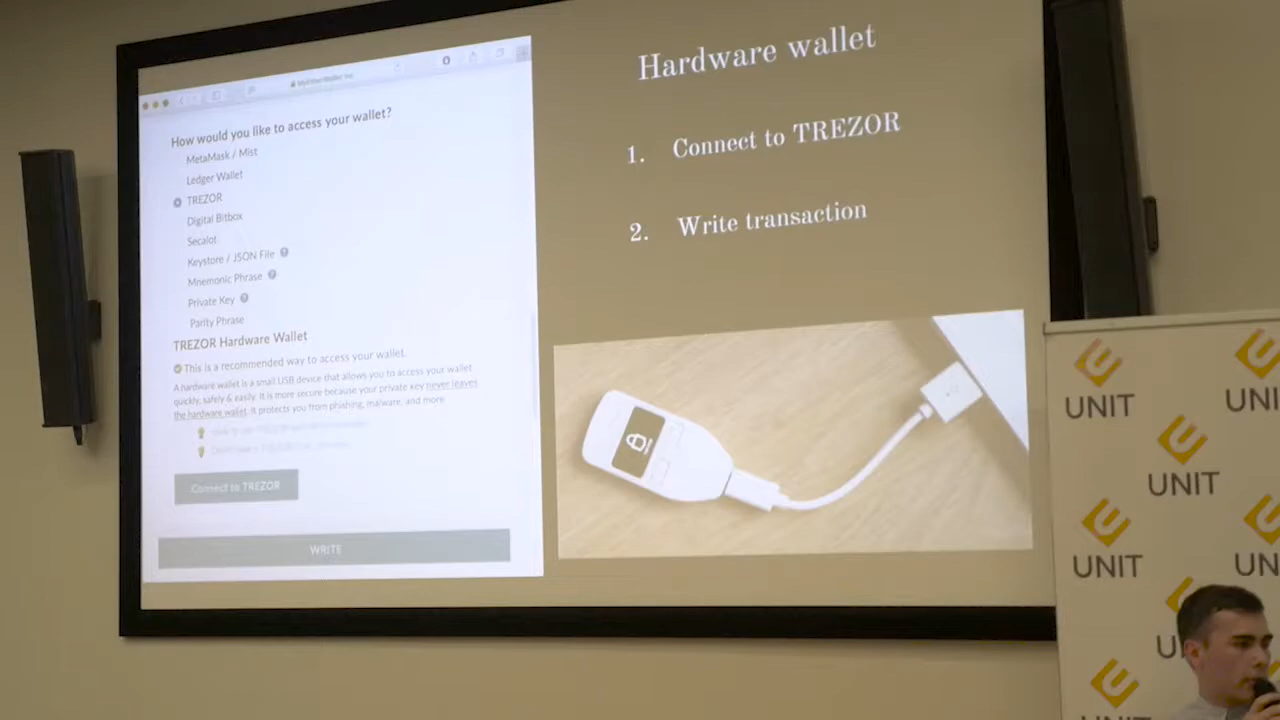 Hardware wallet
1. Connect to TREZOR
2. Write transaction
How would you like to access your wallet?
MetaMask / Mist
Ledger Wallet
TREZOR
Digital Bitbox
Secalot
Keystore / JSON File ?
Mnemonic Phrase ?
Private Key ?
Parity Phrase
TREZOR Hardware Wallet
This is a recommended way to access your wallet.
A hardware wallet is a small USB device that allows you to access your wallet
quickly, safely & easily. It is more secure because your private key never leaves
the hardware wallet. It protects you from phishing, malware, and more
Connect to TREZOR
WRITE
UNIT
UNI
UNIT
UNIT
UN
U